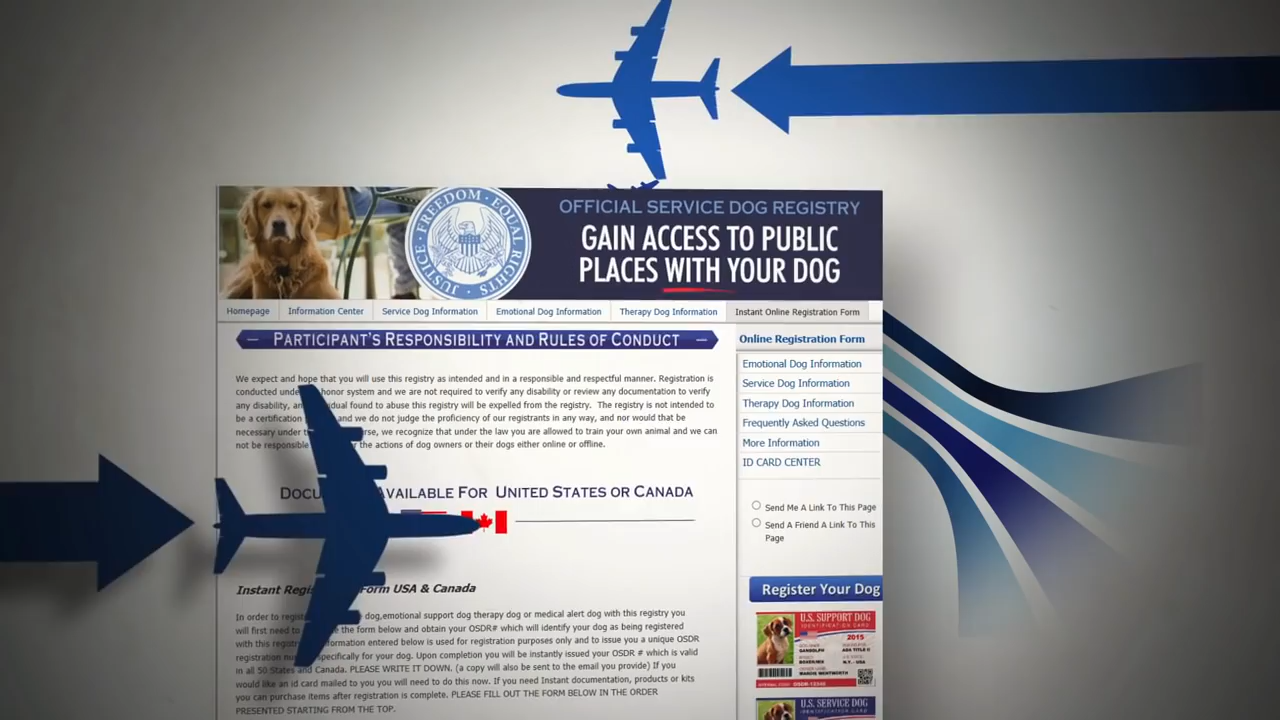 OFFICIAL SERVICE DOG REGISTRY
GAIN ACCESS TO PUBLIC
PLACES WITH YOUR DOG
FREEDOM · EQUAL RIGHTS · JUSTICE ·
Homepage
Information Center
Service Dog Information
Emotional Dog Information
Therapy Dog Information
Instant Online Registration Form
PARTICIPANT'S RESPONSIBILITY AND RULES OF CONDUCT
We expect and hope that you will use this registry as intended and in a responsible and respectful manner. Registration is
conducted honor system and we are not required to verify any disability or review any documentation to verify
any disability, found to abuse this registry will be expelled from the registry. The registry is not intended to
be a certification and we do not judge the proficiency of our registrants in any way, and nor would that be
necessary under we recognize that under the law you are allowed to train your own animal and we can
not be responsible the actions of dog owners or their dogs either online or offline.
AVAILABLE FOR UNITED STATES OR CANADA
Instant Form USA & Canada
In order to dog,emotional support dog therapy dog or medical alert dog with this registry you
will first need to the form below and obtain your OSDR# which will identify your dog as being registered
with this entered below is used for registration purposes only and to issue you a unique OSDR
registration specifically for your dog. Upon completion you will be instantly issued your OSDR # which is valid
in all 50 States and Canada. PLEASE WRITE IT DOWN. (a copy will also be sent to the email you provide) If you
would like an id card mailed to you you will need to do this now. If you need Instant documentation, products or kits
you can purchase items after registration is complete. PLEASE FILL OUT THE FORM BELOW IN THE ORDER
PRESENTED STARTING FROM THE TOP.
Online Registration Form
Emotional Dog Information
Service Dog Information
Therapy Dog Information
Frequently Asked Questions
More Information
ID CARD CENTER
Send Me A Link To This Page
Send A Friend A Link To This
Page
Register Your Dog
U.S. SUPPORT DOG
IDENTIFICATION CARD
2015
U.S. SERVICE DOG